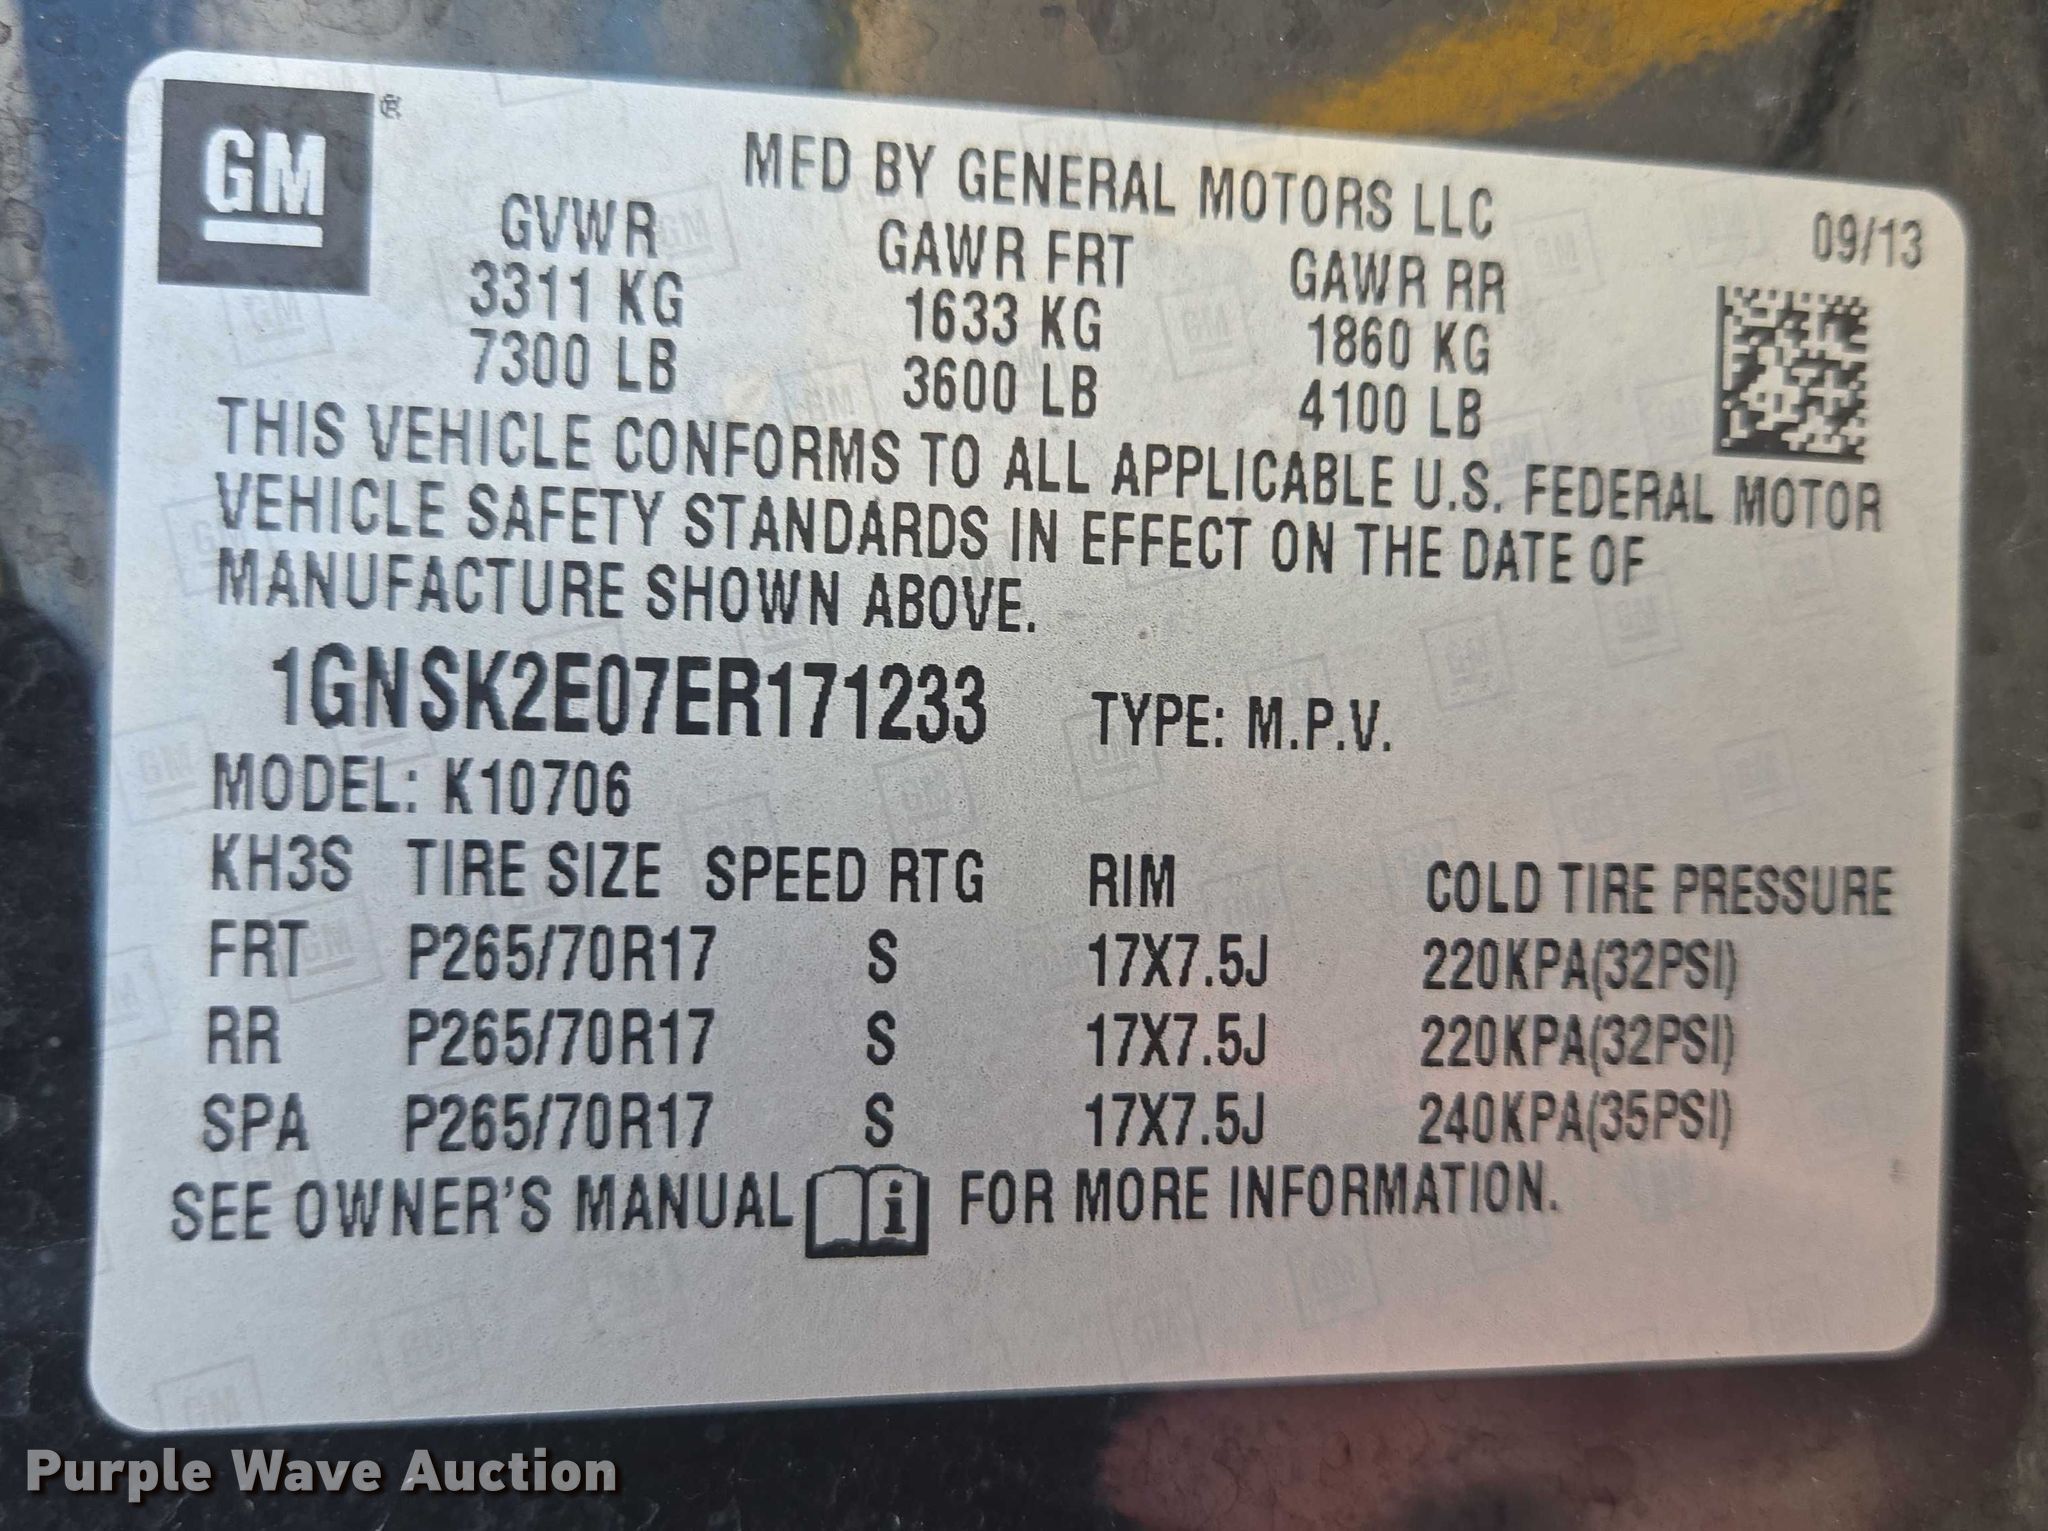 GM®
MFD BY GENERAL MOTORS LLC
09/13
GVWR GAWR FRT GAWR RR
3311 KG 1633 KG 1860 KG
7300 LB 3600 LB 4100 LB
THIS VEHICLE CONFORMS TO ALL APPLICABLE U.S. FEDERAL MOTOR
VEHICLE SAFETY STANDARDS IN EFFECT ON THE DATE OF
MANUFACTURE SHOWN ABOVE.
1GNSK2E07ER171233 TYPE: M.P.V.
MODEL: K10706
KH3S TIRE SIZE SPEED RTG RIM COLD TIRE PRESSURE
FRT P265/70R17 S 17X7.5J 220KPA(32PSI)
RR P265/70R17 S 17X7.5J 220KPA(32PSI)
SPA P265/70R17 S 17X7.5J 240KPA(35PSI)
SEE OWNER'S MANUAL i FOR MORE INFORMATION.
Purple Wave Auction